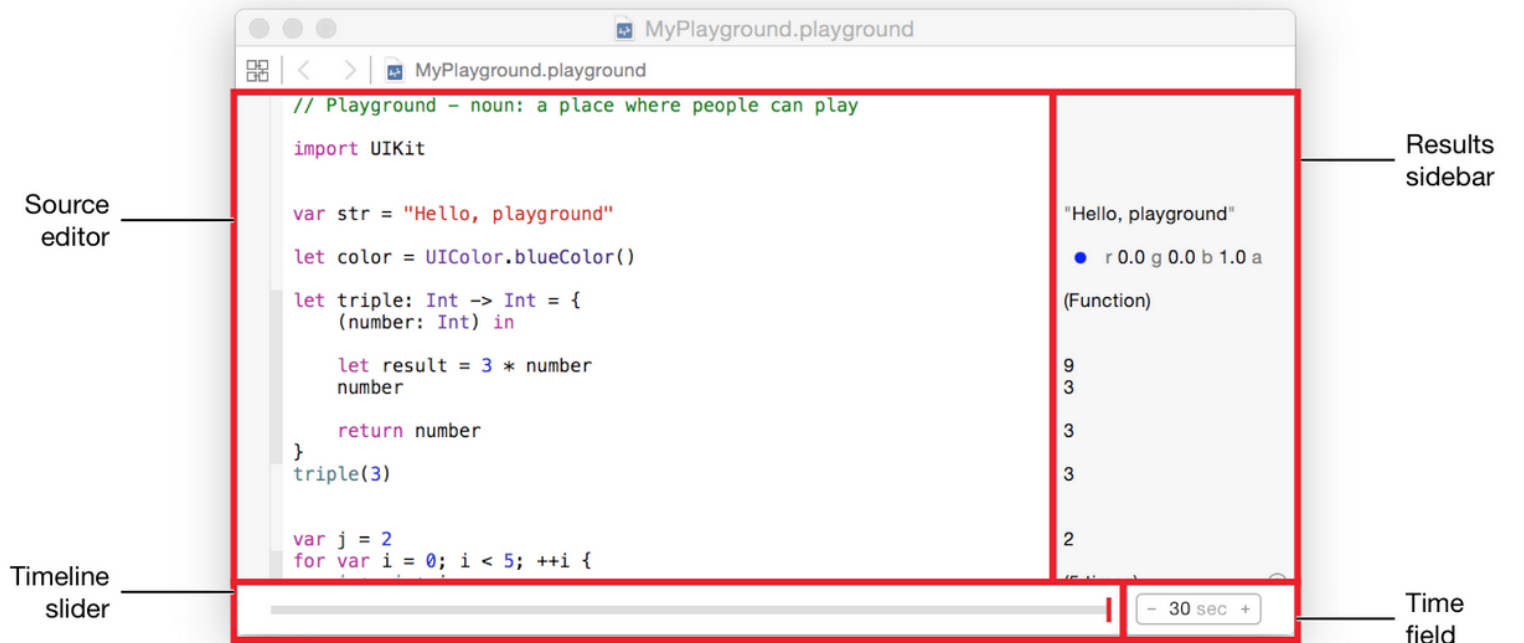 MyPlayground.playground
MyPlayground.playground
// Playground – noun: a place where people can play
import UIKit
var str = "Hello, playground"
"Hello, playground"
let color = UIColor.blueColor()
r 0.0 g 0.0 b 1.0 a
let triple: Int -> Int = {
(Function)
(number: Int) in
let result = 3 * number
9
number
3
return number
3
}
triple(3)
3
var j = 2
2
for var i = 0; i < 5; ++i {
- 30 sec +
Source
editor
Results
sidebar
Timeline
slider
Time
field